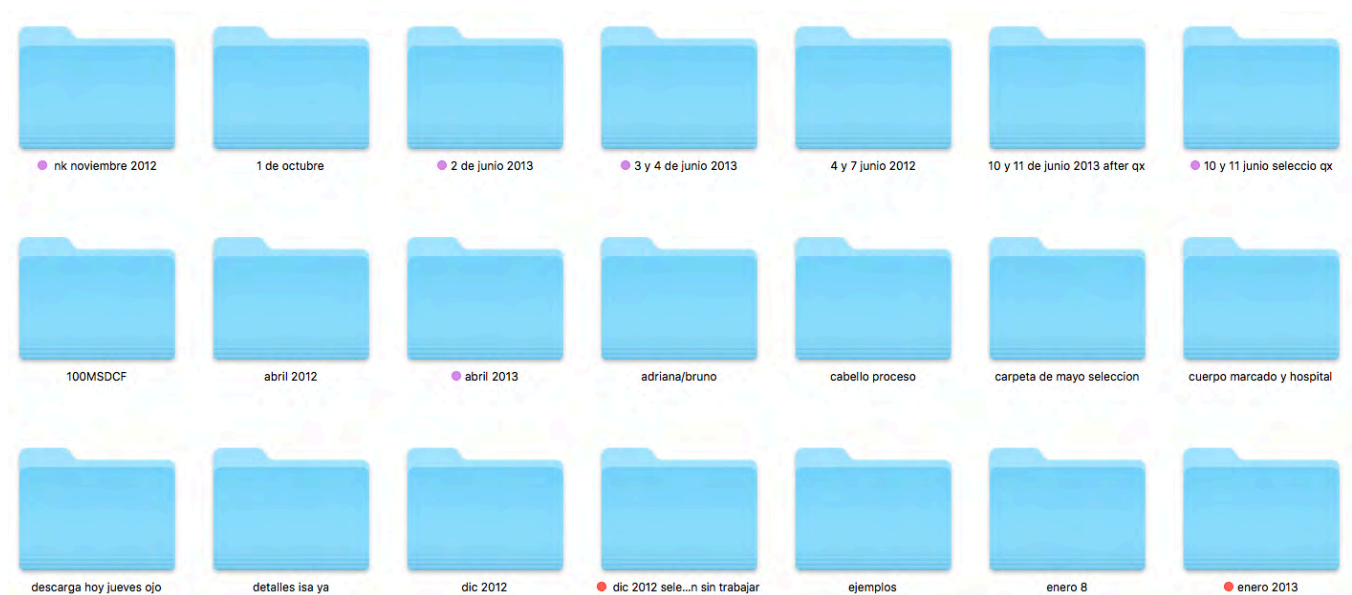 nk noviembre 2012
1 de octubre
2 de junio 2013
3 y 4 de junio 2013
4 y 7 junio 2012
10 y 11 de junio 2013 after qx
10 y 11 junio seleccio qx
100MSDCF
abril 2012
abril 2013
adriana/bruno
cabello proceso
carpeta de mayo seleccion
cuerpo marcado y hospital
descarga hoy jueves ojo
detalles isa ya
dic 2012
dic 2012 sele...n sin trabajar
ejemplos
enero 8
enero 2013